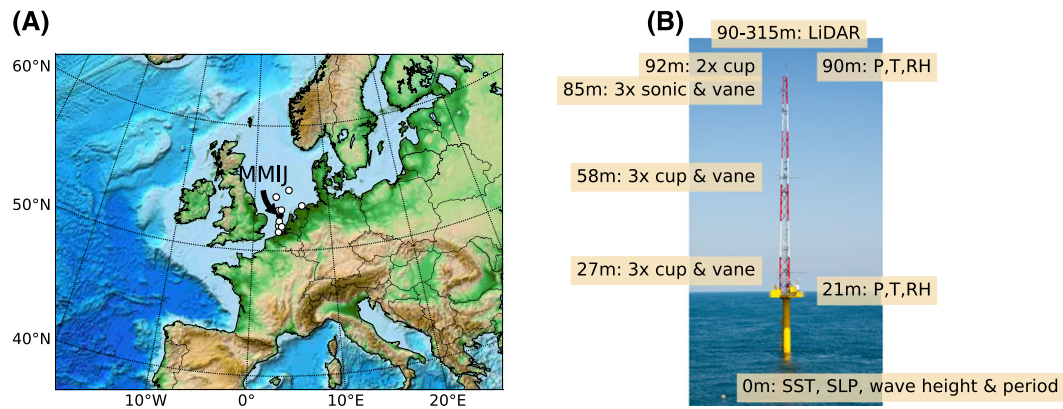 (A)
60°N
50°N
40°N
10°W
0°
10°E
20°E
MMIJ
(B)
90-315m: LiDAR
92m: 2x cup
90m: P,T,RH
85m: 3x sonic & vane
58m: 3x cup & vane
27m: 3x cup & vane
21m: P,T,RH
0m: SST, SLP, wave height & period